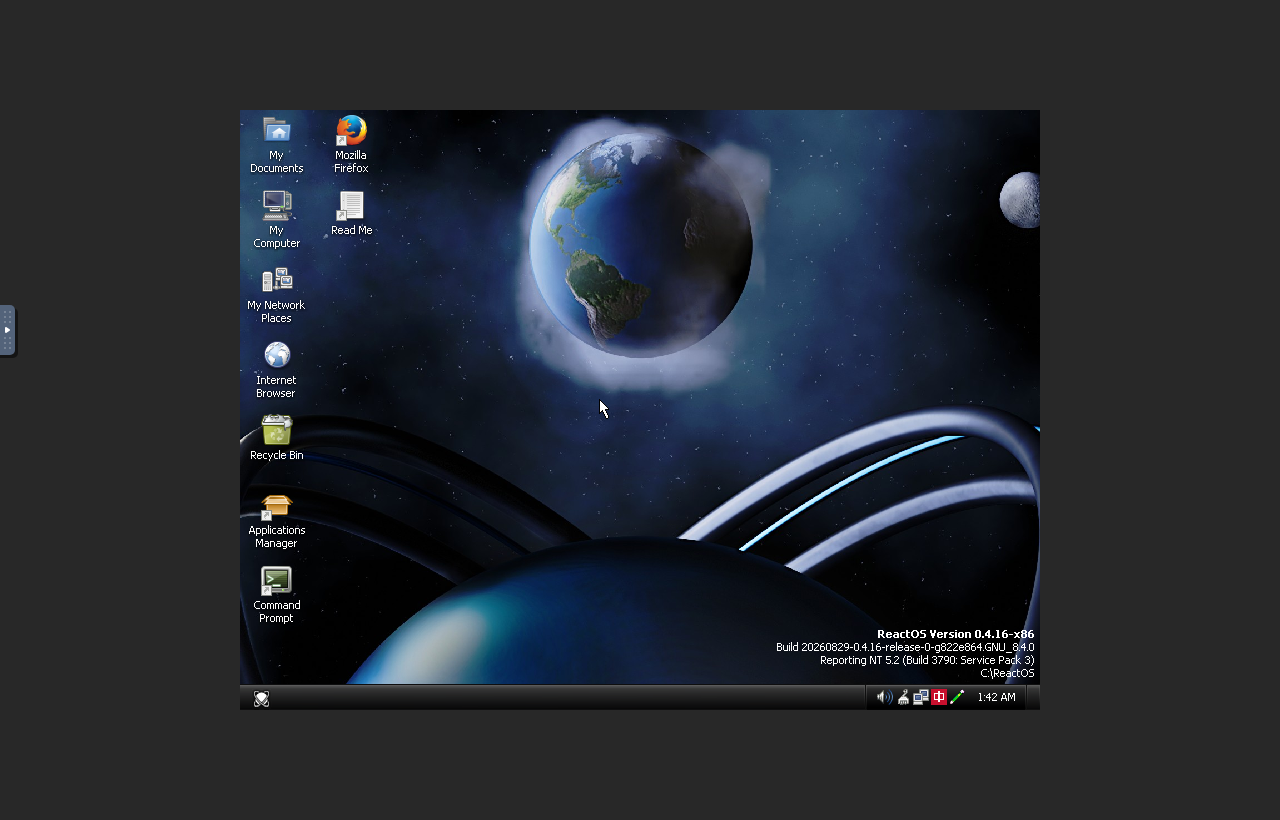 My
Documents
Mozilla
Firefox
My
Computer
Read Me
My Network
Places
Internet
Browser
Recycle Bin
Applications
Manager
Command
Prompt
ReactOS Version 0.4.16-x86
Build 20260829-0.4.16-release-0-g822e864.GNU_8.4.0
Reporting NT 5.2 (Build 3790: Service Pack 3)
C:\ReactOS
中
1:42 AM